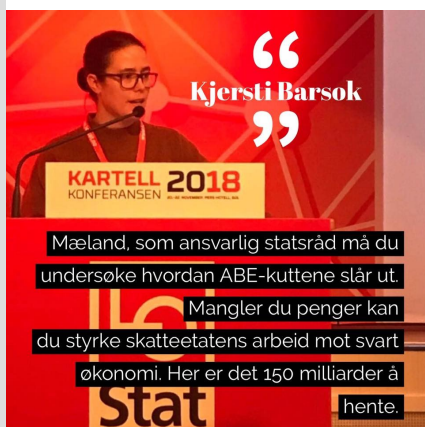 “
Kjersti Barsok
”
KARTELL 2018
KONFERANSEN
Mæland, som ansvarlig statsråd må du
undersøke hvordan ABE-kuttene slår ut.
Mangler du penger kan
du styrke skatteetatens arbeid mot svart
økonomi. Her er det 150 milliarder å
hente.
LO
Stat